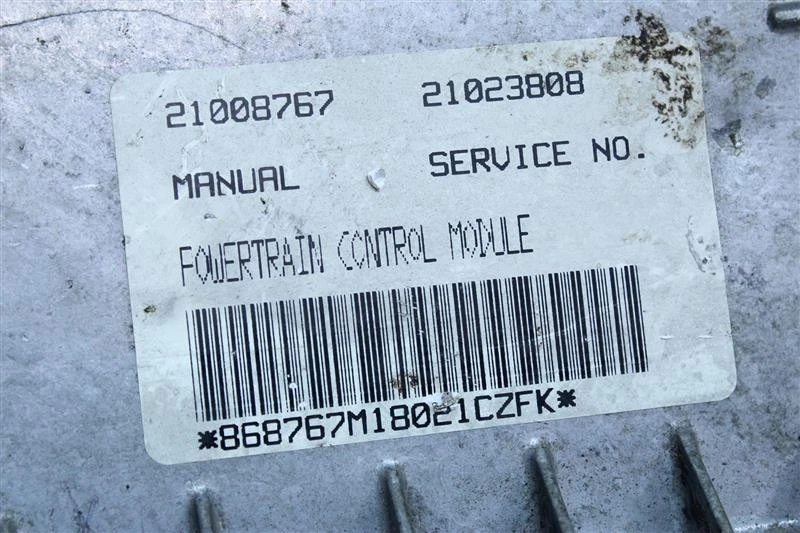 21008767 21023808
MANUAL SERVICE NO.
POWERTRAIN CONTROL MODULE
*868767M18021CZFK*